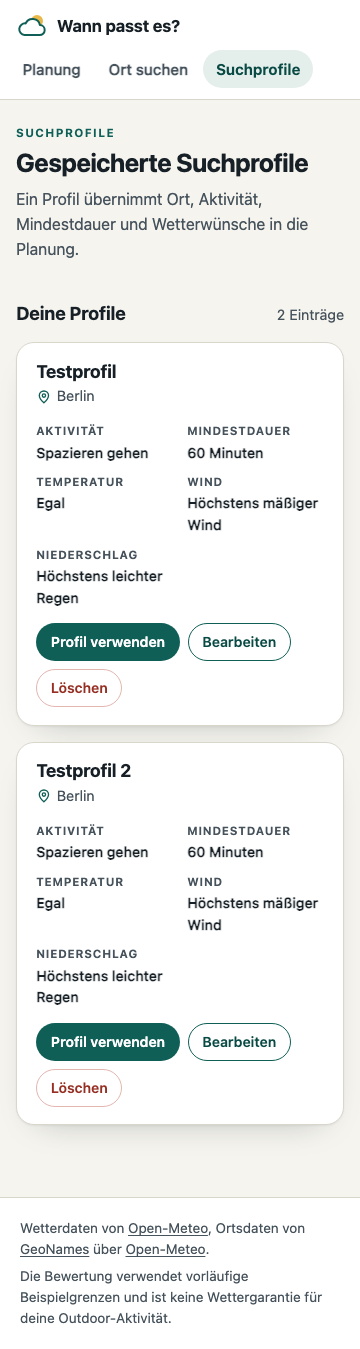 Wann passt es?
Planung Ort suchen Suchprofile
SUCHPROFILE
Gespeicherte Suchprofile
Ein Profil übernimmt Ort, Aktivität,
Mindestdauer und Wetterwünsche in die
Planung.
Deine Profile 2 Einträge
Testprofil
Berlin
AKTIVITÄT MINDESTDAUER
Spazieren gehen 60 Minuten
TEMPERATUR WIND
Egal Höchstens mäßiger
Wind
NIEDERSCHLAG
Höchstens leichter
Regen
Profil verwenden Bearbeiten
Löschen
Testprofil 2
Berlin
AKTIVITÄT MINDESTDAUER
Spazieren gehen 60 Minuten
TEMPERATUR WIND
Egal Höchstens mäßiger
Wind
NIEDERSCHLAG
Höchstens leichter
Regen
Profil verwenden Bearbeiten
Löschen
Wetterdaten von Open-Meteo, Ortsdaten von
GeoNames über Open-Meteo.
Die Bewertung verwendet vorläufige
Beispielgrenzen und ist keine Wettergarantie für
deine Outdoor-Aktivität.